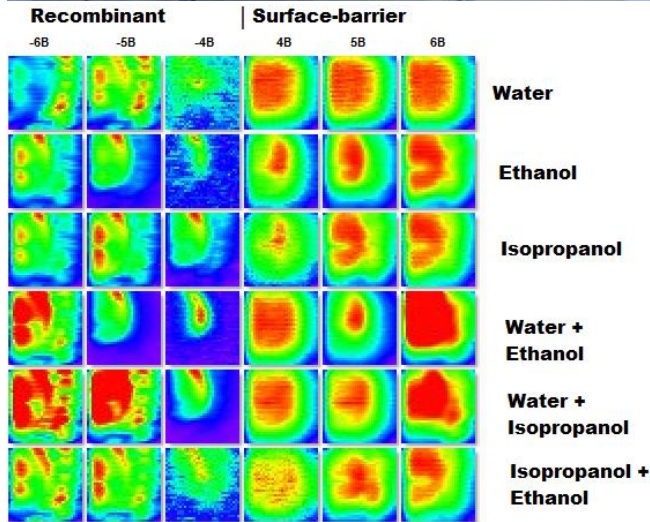 Recombinant | Surface-barrier
-6B -5B -4B 4B 5B 6B
Water
Ethanol
Isopropanol
Water +
Ethanol
Water +
Isopropanol
Isopropanol +
Ethanol